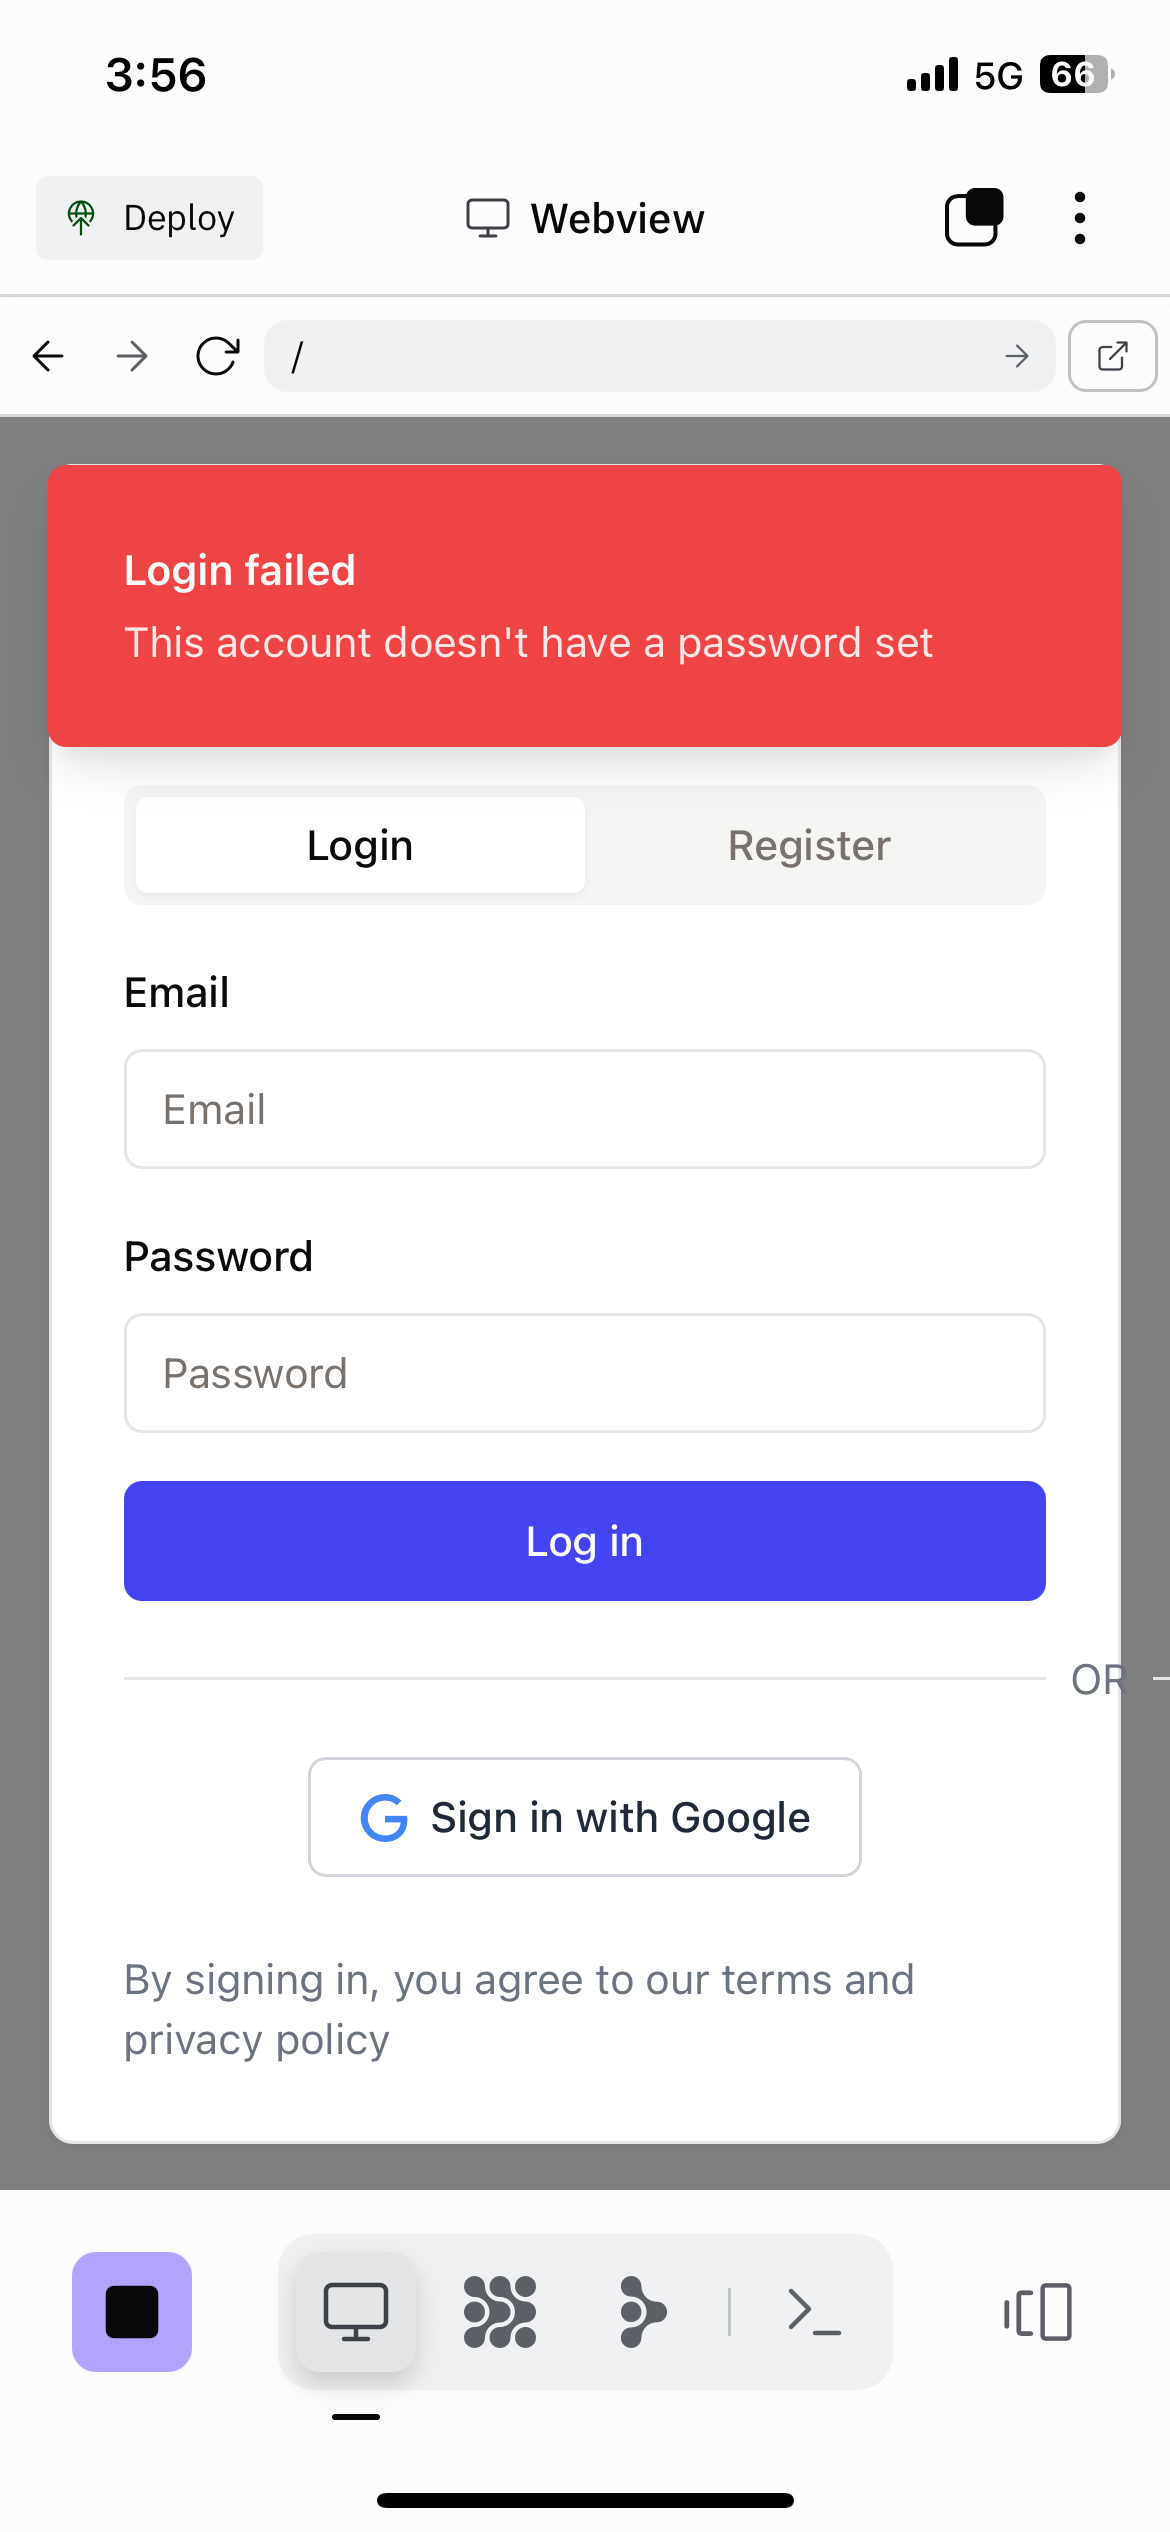 3:56
5G
66
Deploy
Webview
/
Login failed
This account doesn't have a password set
Login
Register
Email
Email
Password
Password
Log in
OR
Sign in with Google
By signing in, you agree to our terms and
privacy policy